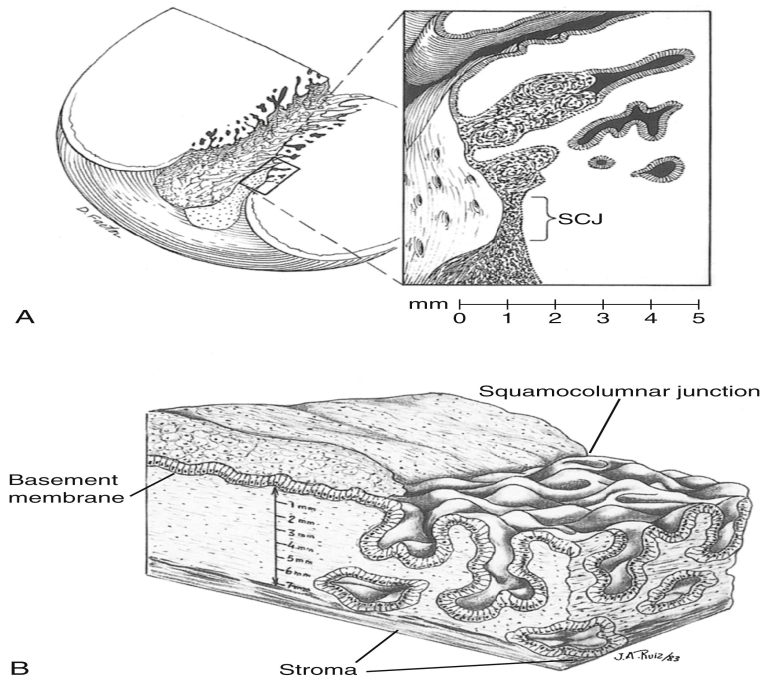 D. Factor
SCJ
mm
0 1 2 3 4 5
A
Squamocolumnar junction
Basement
membrane
1 mm
2 mm
3 mm
4 mm
5 mm
6 mm
7 mm
Stroma
J.A. Ruiz/83
B